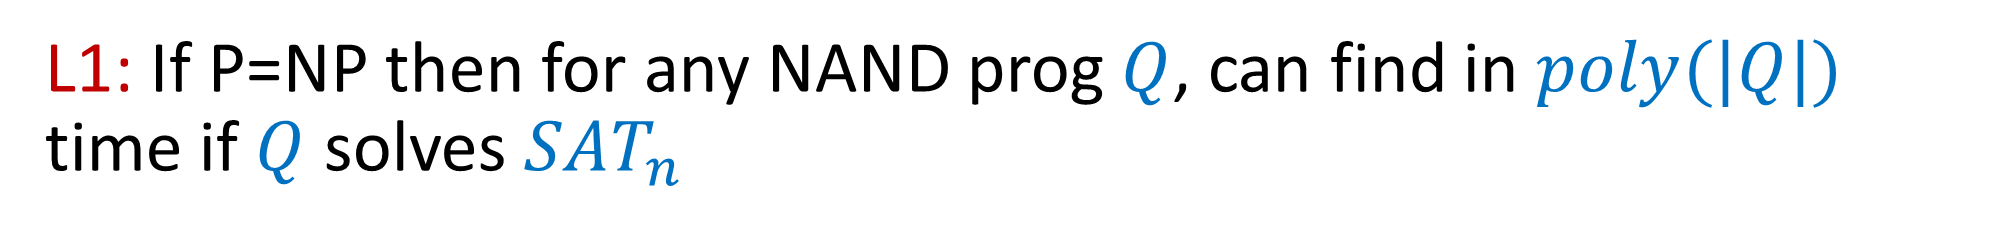 L1: If P=NP then for any NAND prog Q, can find in poly(|Q|)
time if Q solves SATₙ